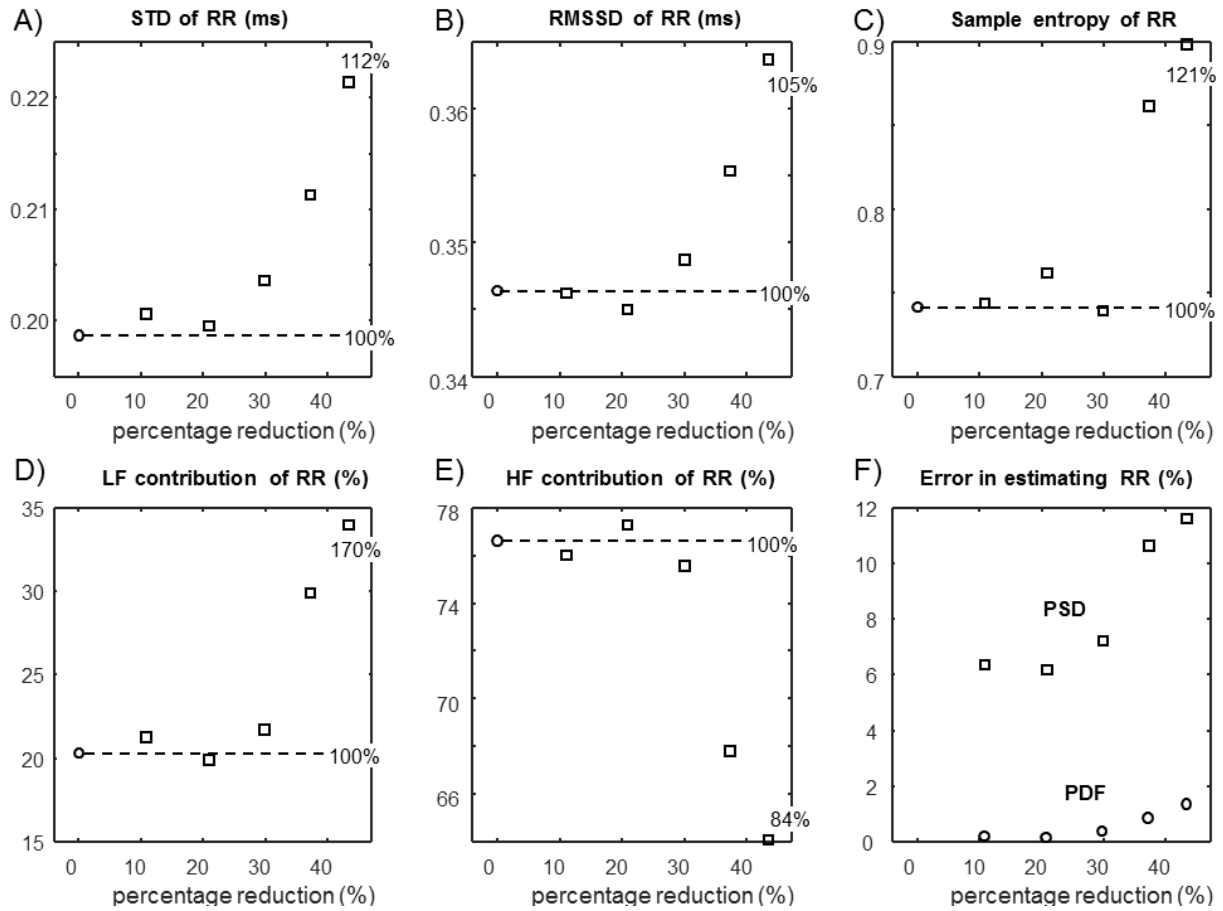 A) STD of RR (ms)
112%
0.22
0.21
0.20
100%
0 10 20 30 40
percentage reduction (%)
B) RMSSD of RR (ms)
105%
0.36
0.35
100%
0.34
0 10 20 30 40
percentage reduction (%)
C) Sample entropy of RR
0.9
121%
0.8
100%
0.7
0 10 20 30 40
percentage reduction (%)
D) LF contribution of RR (%)
35
170%
30
25
20
100%
15
0 10 20 30 40
percentage reduction (%)
E) HF contribution of RR (%)
78
100%
74
70
66
84%
0 10 20 30 40
percentage reduction (%)
F) Error in estimating RR (%)
12
10
8
PSD
6
4
2
PDF
0
0 10 20 30 40
percentage reduction (%)